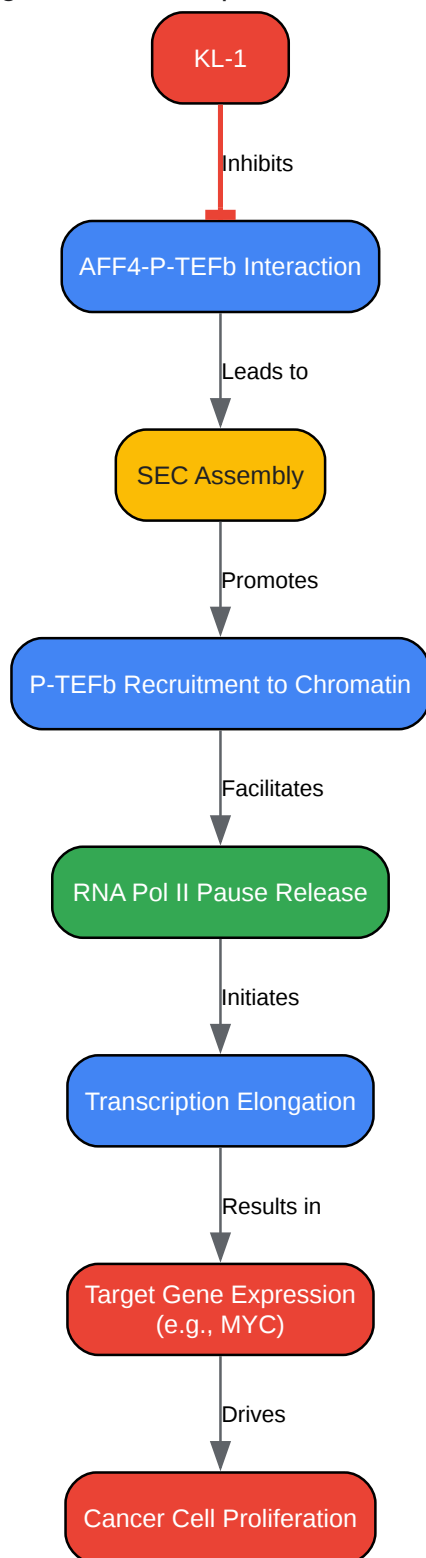 KL-1
Inhibits
AFF4-P-TEFb Interaction
Leads to
SEC Assembly
Promotes
P-TEFb Recruitment to Chromatin
Facilitates
RNA Pol II Pause Release
Initiates
Transcription Elongation
Results in
Target Gene Expression
(e.g., MYC)
Drives
Cancer Cell Proliferation